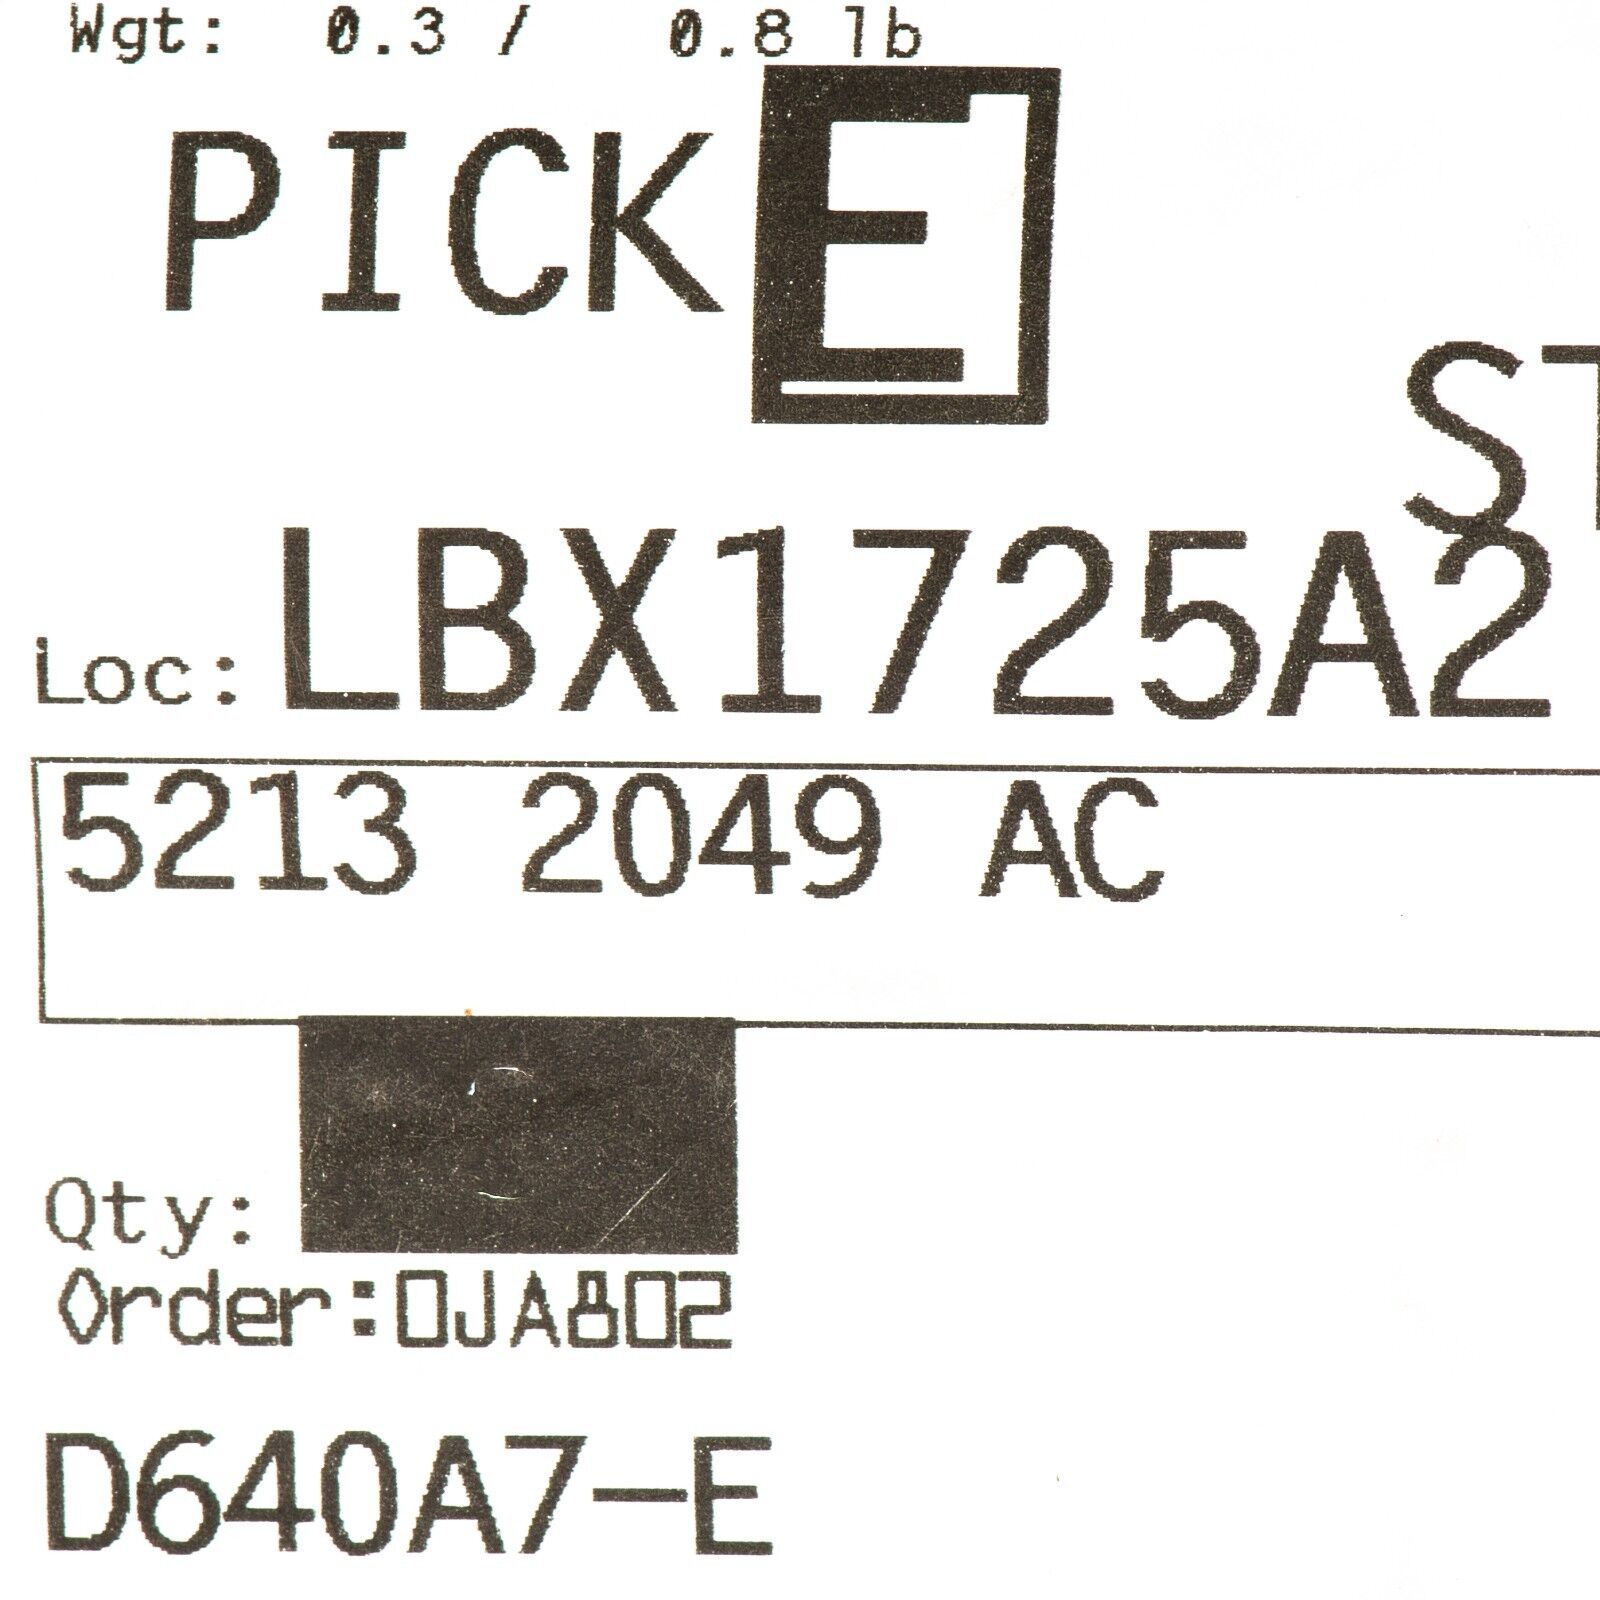 Wgt: 0.3 / 0.8 lb
PICK E
ST
Loc: LBX1725A2
5213 2049 AC
Qty:
Order:0JA802
D640A7-E